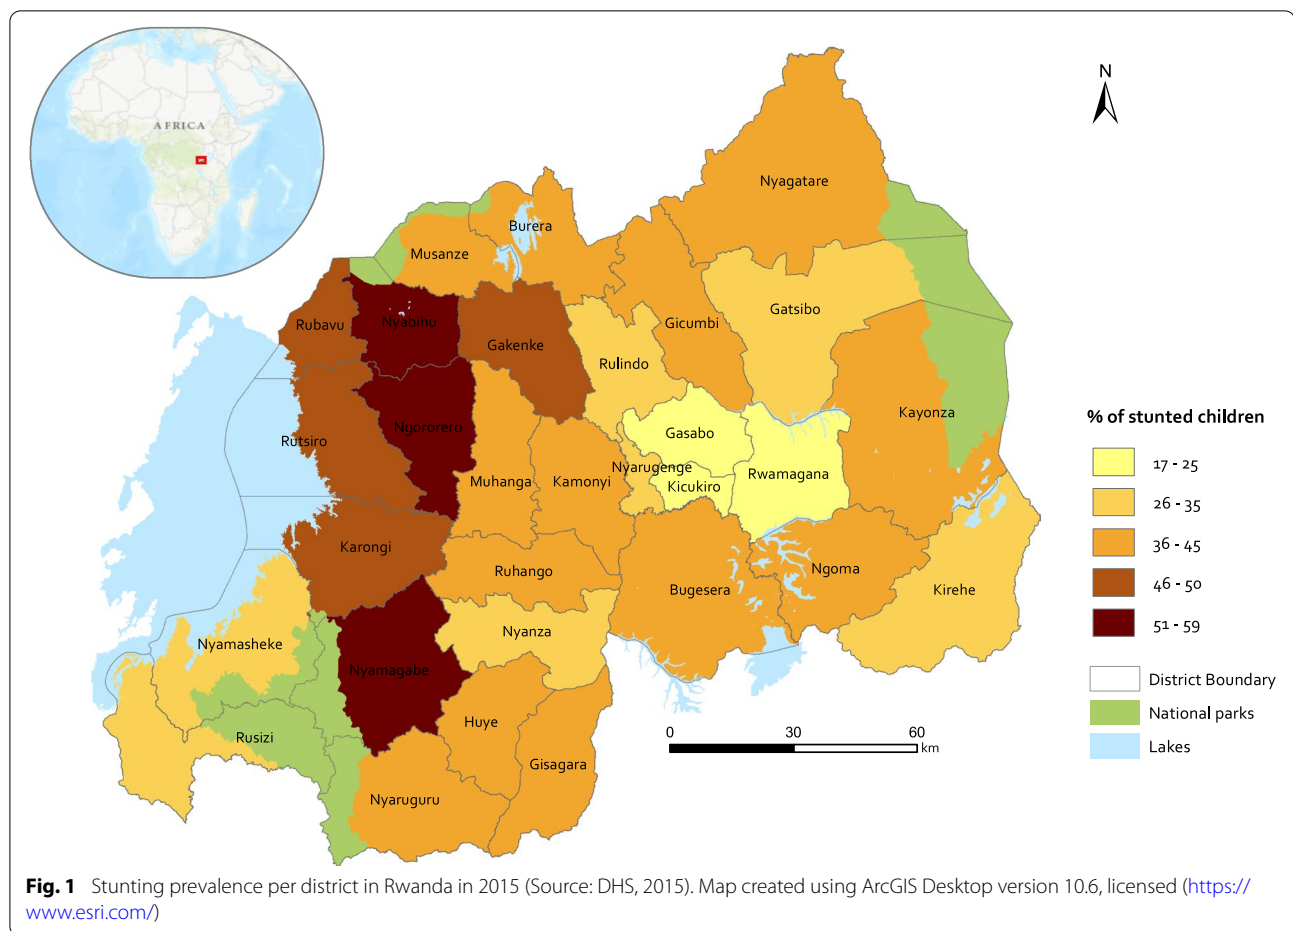 AFRICA
N
Nyagatare
Burera
Musanze
Gatsibo
Rubavu
Nyabihu
Gicumbi
Gakenke
Rulindo
Kayonza
Ngororero
Gasabo
Rutsiro
Nyarugenge
Rwamagana
Muhanga
Kamonyi
Kicukiro
Karongi
Ruhango
Ngoma
Bugesera
Kirehe
Nyanza
Nyamasheke
Nyamagabe
Huye
Rusizi
Gisagara
Nyaruguru
% of stunted children
17 - 25
26 - 35
36 - 45
46 - 50
51 - 59
District Boundary
National parks
Lakes
0 30 60
km
Fig. 1 Stunting prevalence per district in Rwanda in 2015 (Source: DHS, 2015). Map created using ArcGIS Desktop version 10.6, licensed (https://
www.esri.com/)